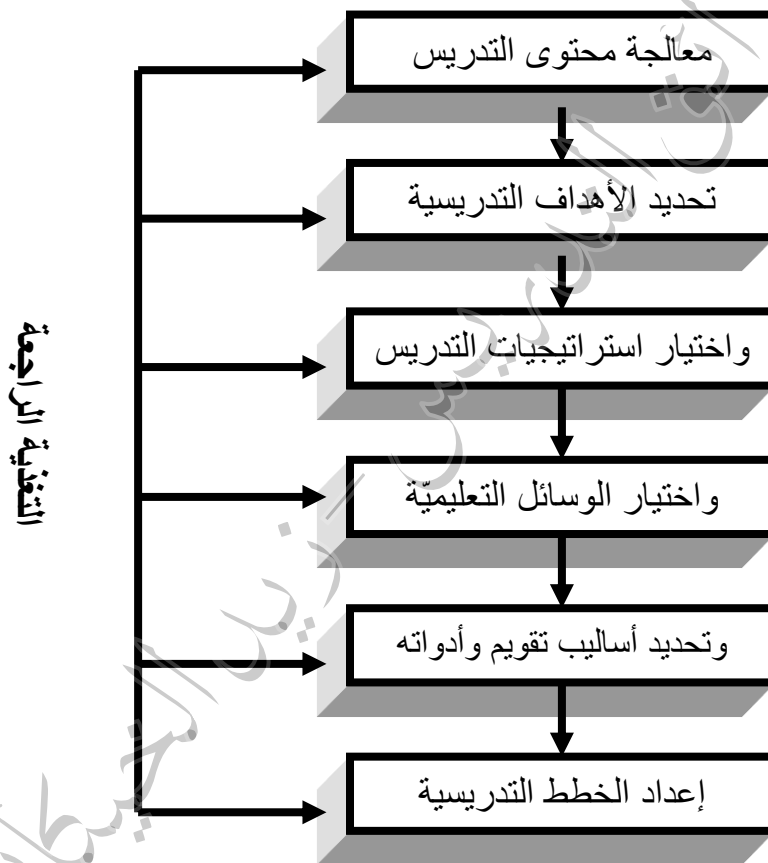 معالجة محتوى التدريس
تحديد الأهداف التدريسية
واختيار استراتيجيات التدريس
واختيار الوسائل التعليميّة
وتحديد أساليب تقويم وأدواته
إعداد الخطط التدريسية
التغذية الراجعة